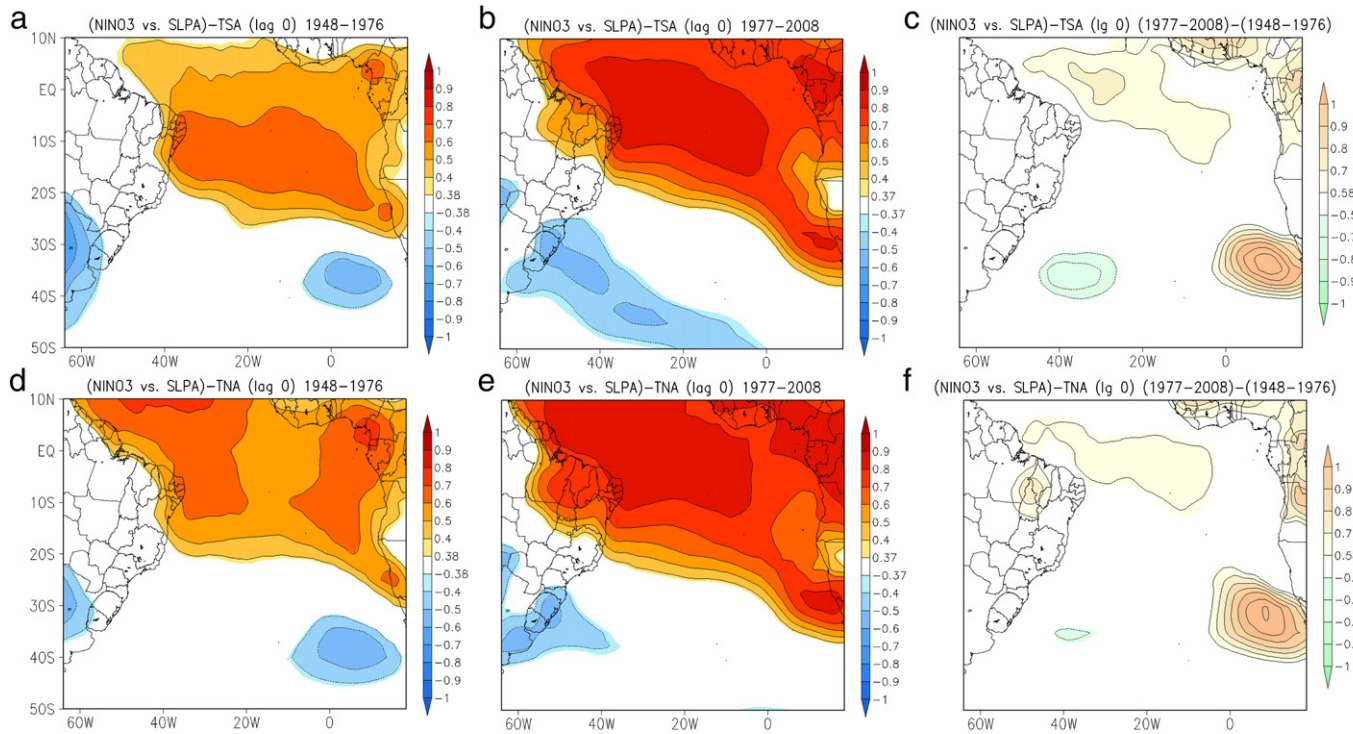 a
(NINO3 vs. SLPA)-TSA (lag 0) 1948-1976
10N
EQ
10S
20S
30S
40S
50S
60W
40W
20W
0
1
0.9
0.8
0.7
0.6
0.5
0.4
0.38
-0.38
-0.4
-0.5
-0.6
-0.7
-0.8
-0.9
-1
b
(NINO3 vs. SLPA)-TSA (lag 0) 1977-2008
60W
40W
20W
0
1
0.9
0.8
0.7
0.6
0.5
0.4
0.37
-0.37
-0.4
-0.5
-0.6
-0.7
-0.8
-0.9
-1
c
(NINO3 vs. SLPA)-TSA (lg 0) (1977-2008)-(1948-1976)
60W
40W
20W
0
1
0.9
0.8
0.7
0.58
-0.58
-0.7
-0.8
-0.9
-1
d
(NINO3 vs. SLPA)-TNA (lag 0) 1948-1976
10N
EQ
10S
20S
30S
40S
50S
60W
40W
20W
0
1
0.9
0.8
0.7
0.6
0.5
0.4
0.38
-0.38
-0.4
-0.5
-0.6
-0.7
-0.8
-0.9
-1
e
(NINO3 vs. SLPA)-TNA (lag 0) 1977-2008
60W
40W
20W
0
1
0.9
0.8
0.7
0.6
0.5
0.4
0.37
-0.37
-0.4
-0.5
-0.6
-0.7
-0.8
-0.9
-1
f
(NINO3 vs. SLPA)-TNA (lg 0) (1977-2008)-(1948-1976)
60W
40W
20W
0
1
0.9
0.8
0.7
-1